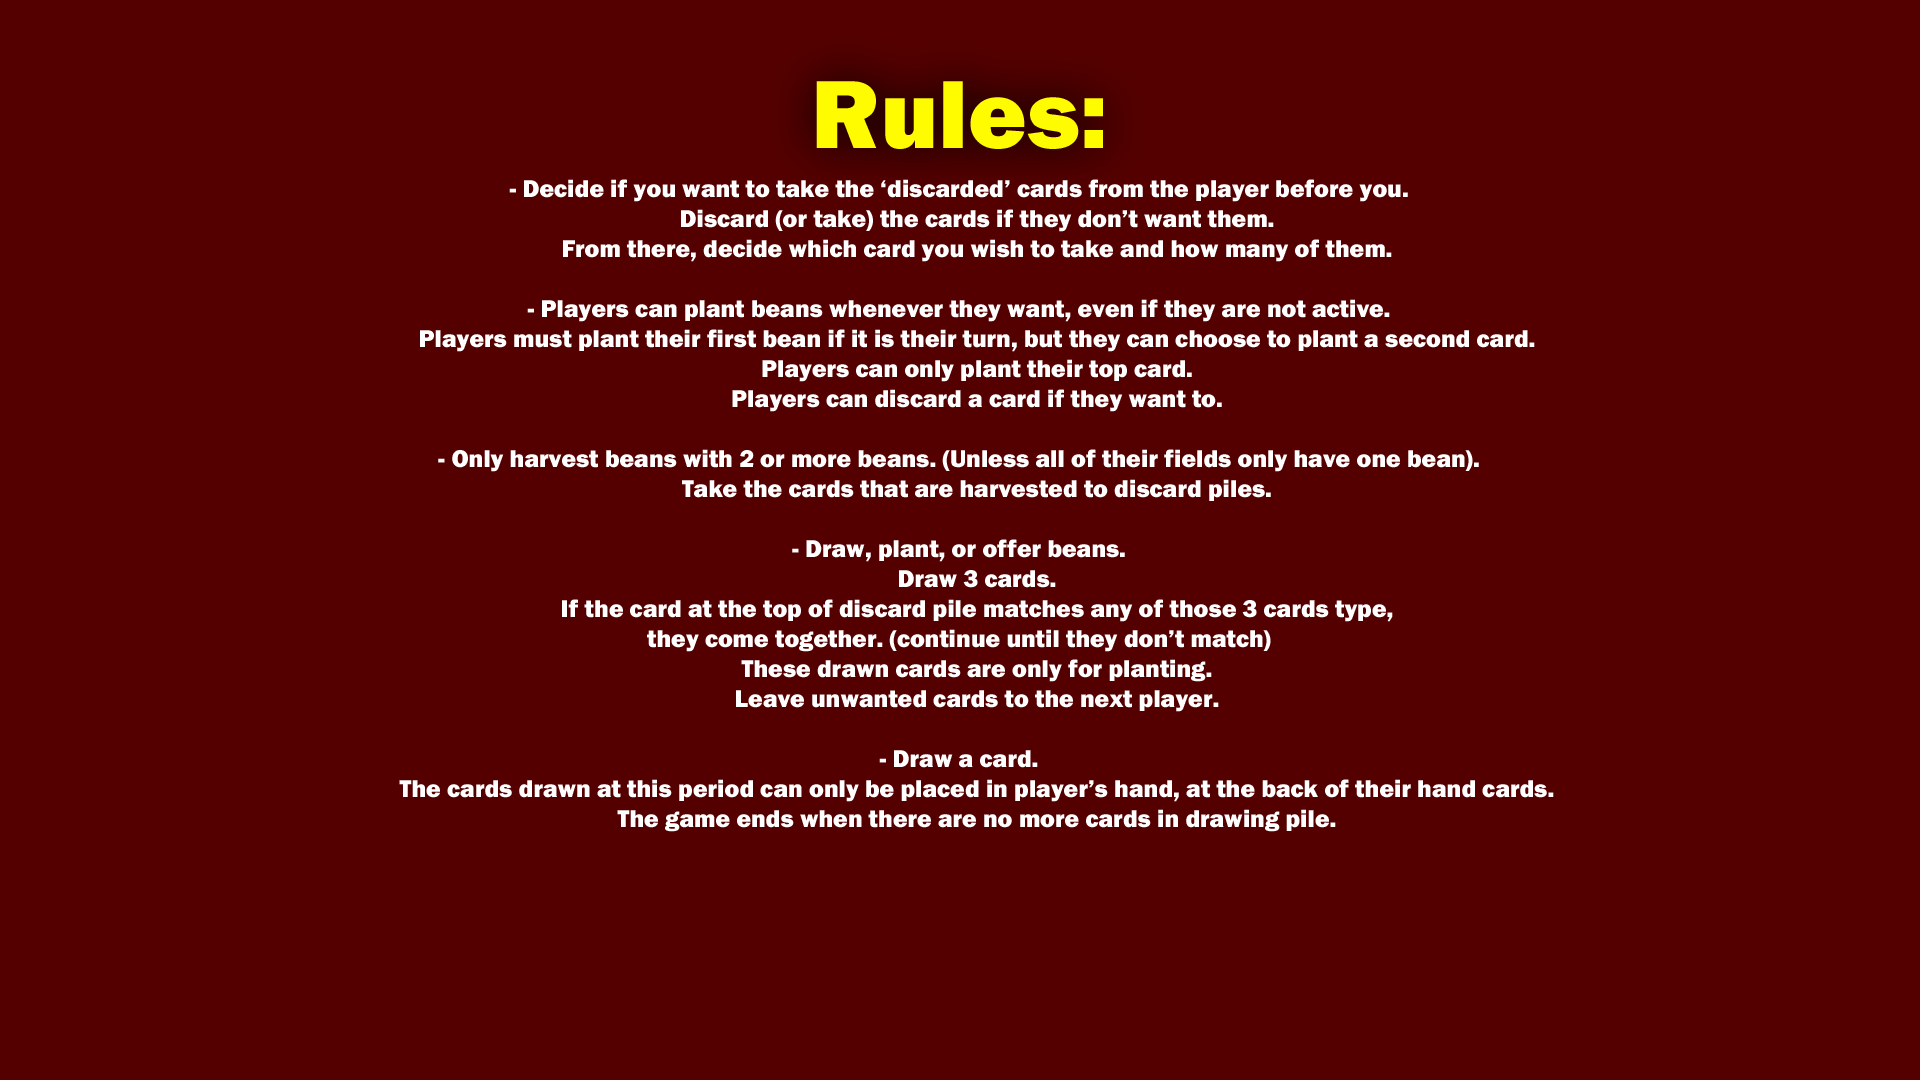 Rules:
- Decide if you want to take the ‘discarded’ cards from the player before you.
Discard (or take) the cards if they don’t want them.
From there, decide which card you wish to take and how many of them.
- Players can plant beans whenever they want, even if they are not active.
Players must plant their first bean if it is their turn, but they can choose to plant a second card.
Players can only plant their top card.
Players can discard a card if they want to.
- Only harvest beans with 2 or more beans. (Unless all of their fields only have one bean).
Take the cards that are harvested to discard piles.
- Draw, plant, or offer beans.
Draw 3 cards.
If the card at the top of discard pile matches any of those 3 cards type,
they come together. (continue until they don’t match)
These drawn cards are only for planting.
Leave unwanted cards to the next player.
- Draw a card.
The cards drawn at this period can only be placed in player’s hand, at the back of their hand cards.
The game ends when there are no more cards in drawing pile.